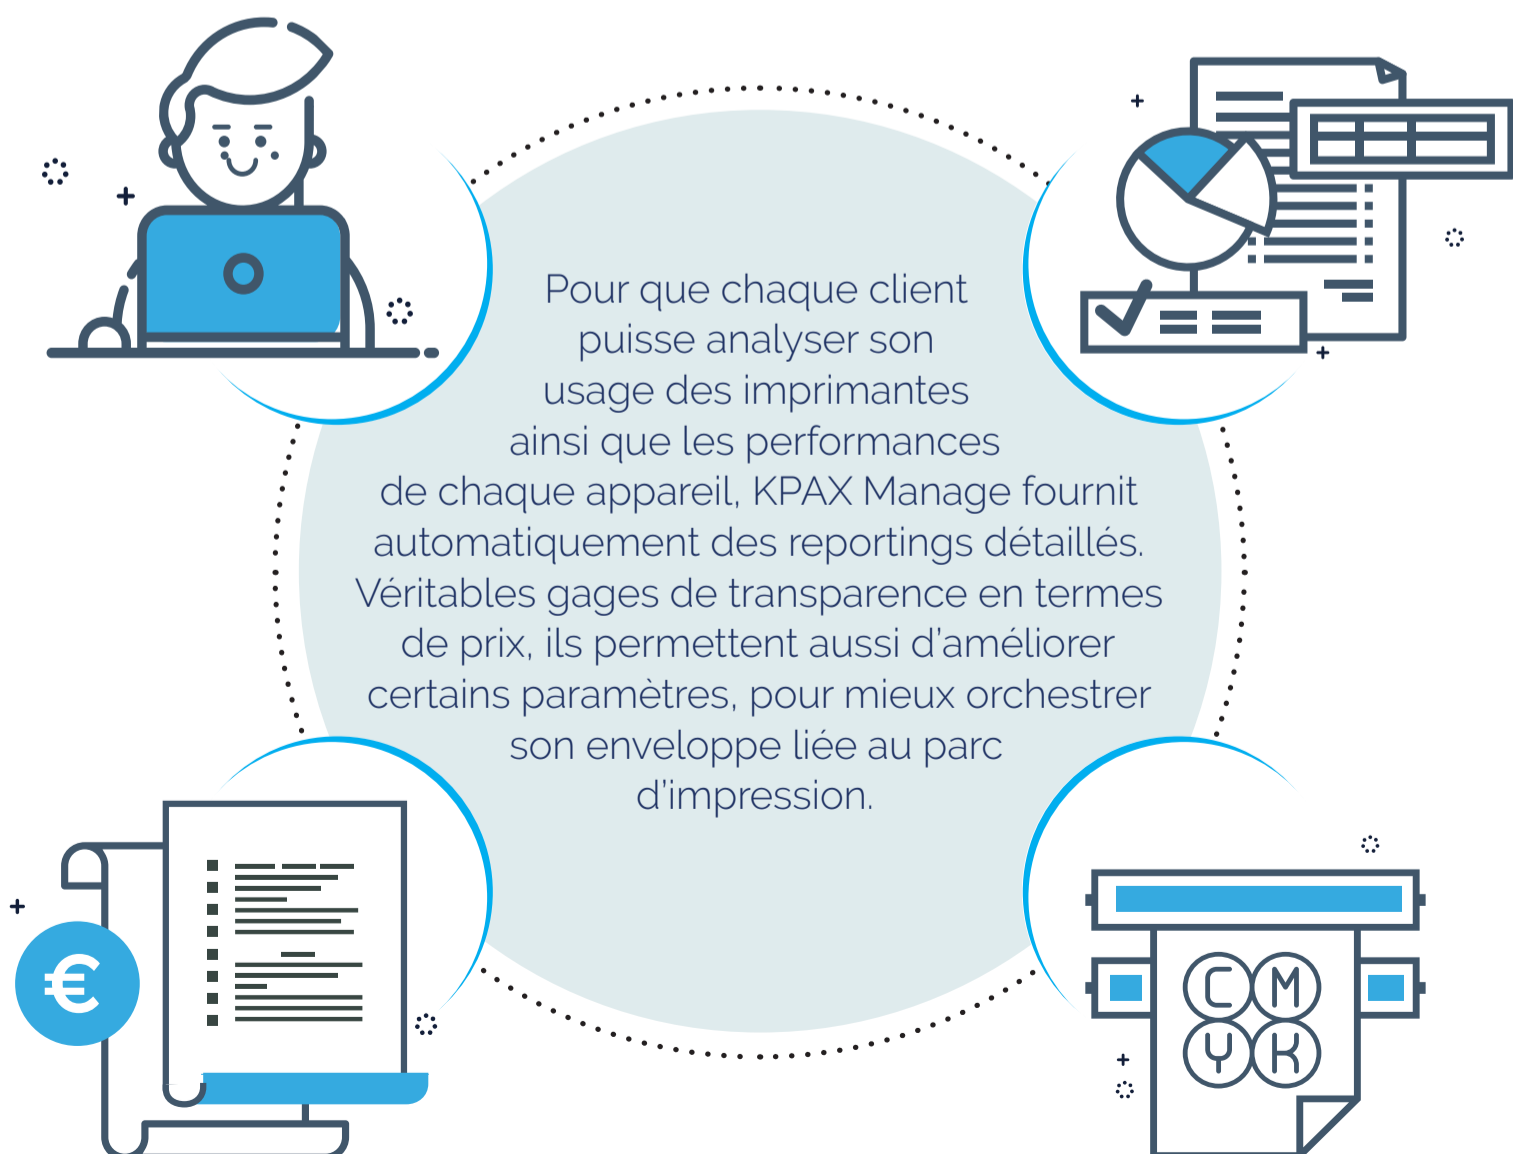 Pour que chaque client
puisse analyser son
usage des imprimantes
ainsi que les performances
de chaque appareil, KPAX Manage fournit
automatiquement des reportings détaillés.
Véritables gages de transparence en termes
de prix, ils permettent aussi d'améliorer
certains paramètres, pour mieux orchestrer
son enveloppe liée au parc
d'impression.
€
C M
Y K